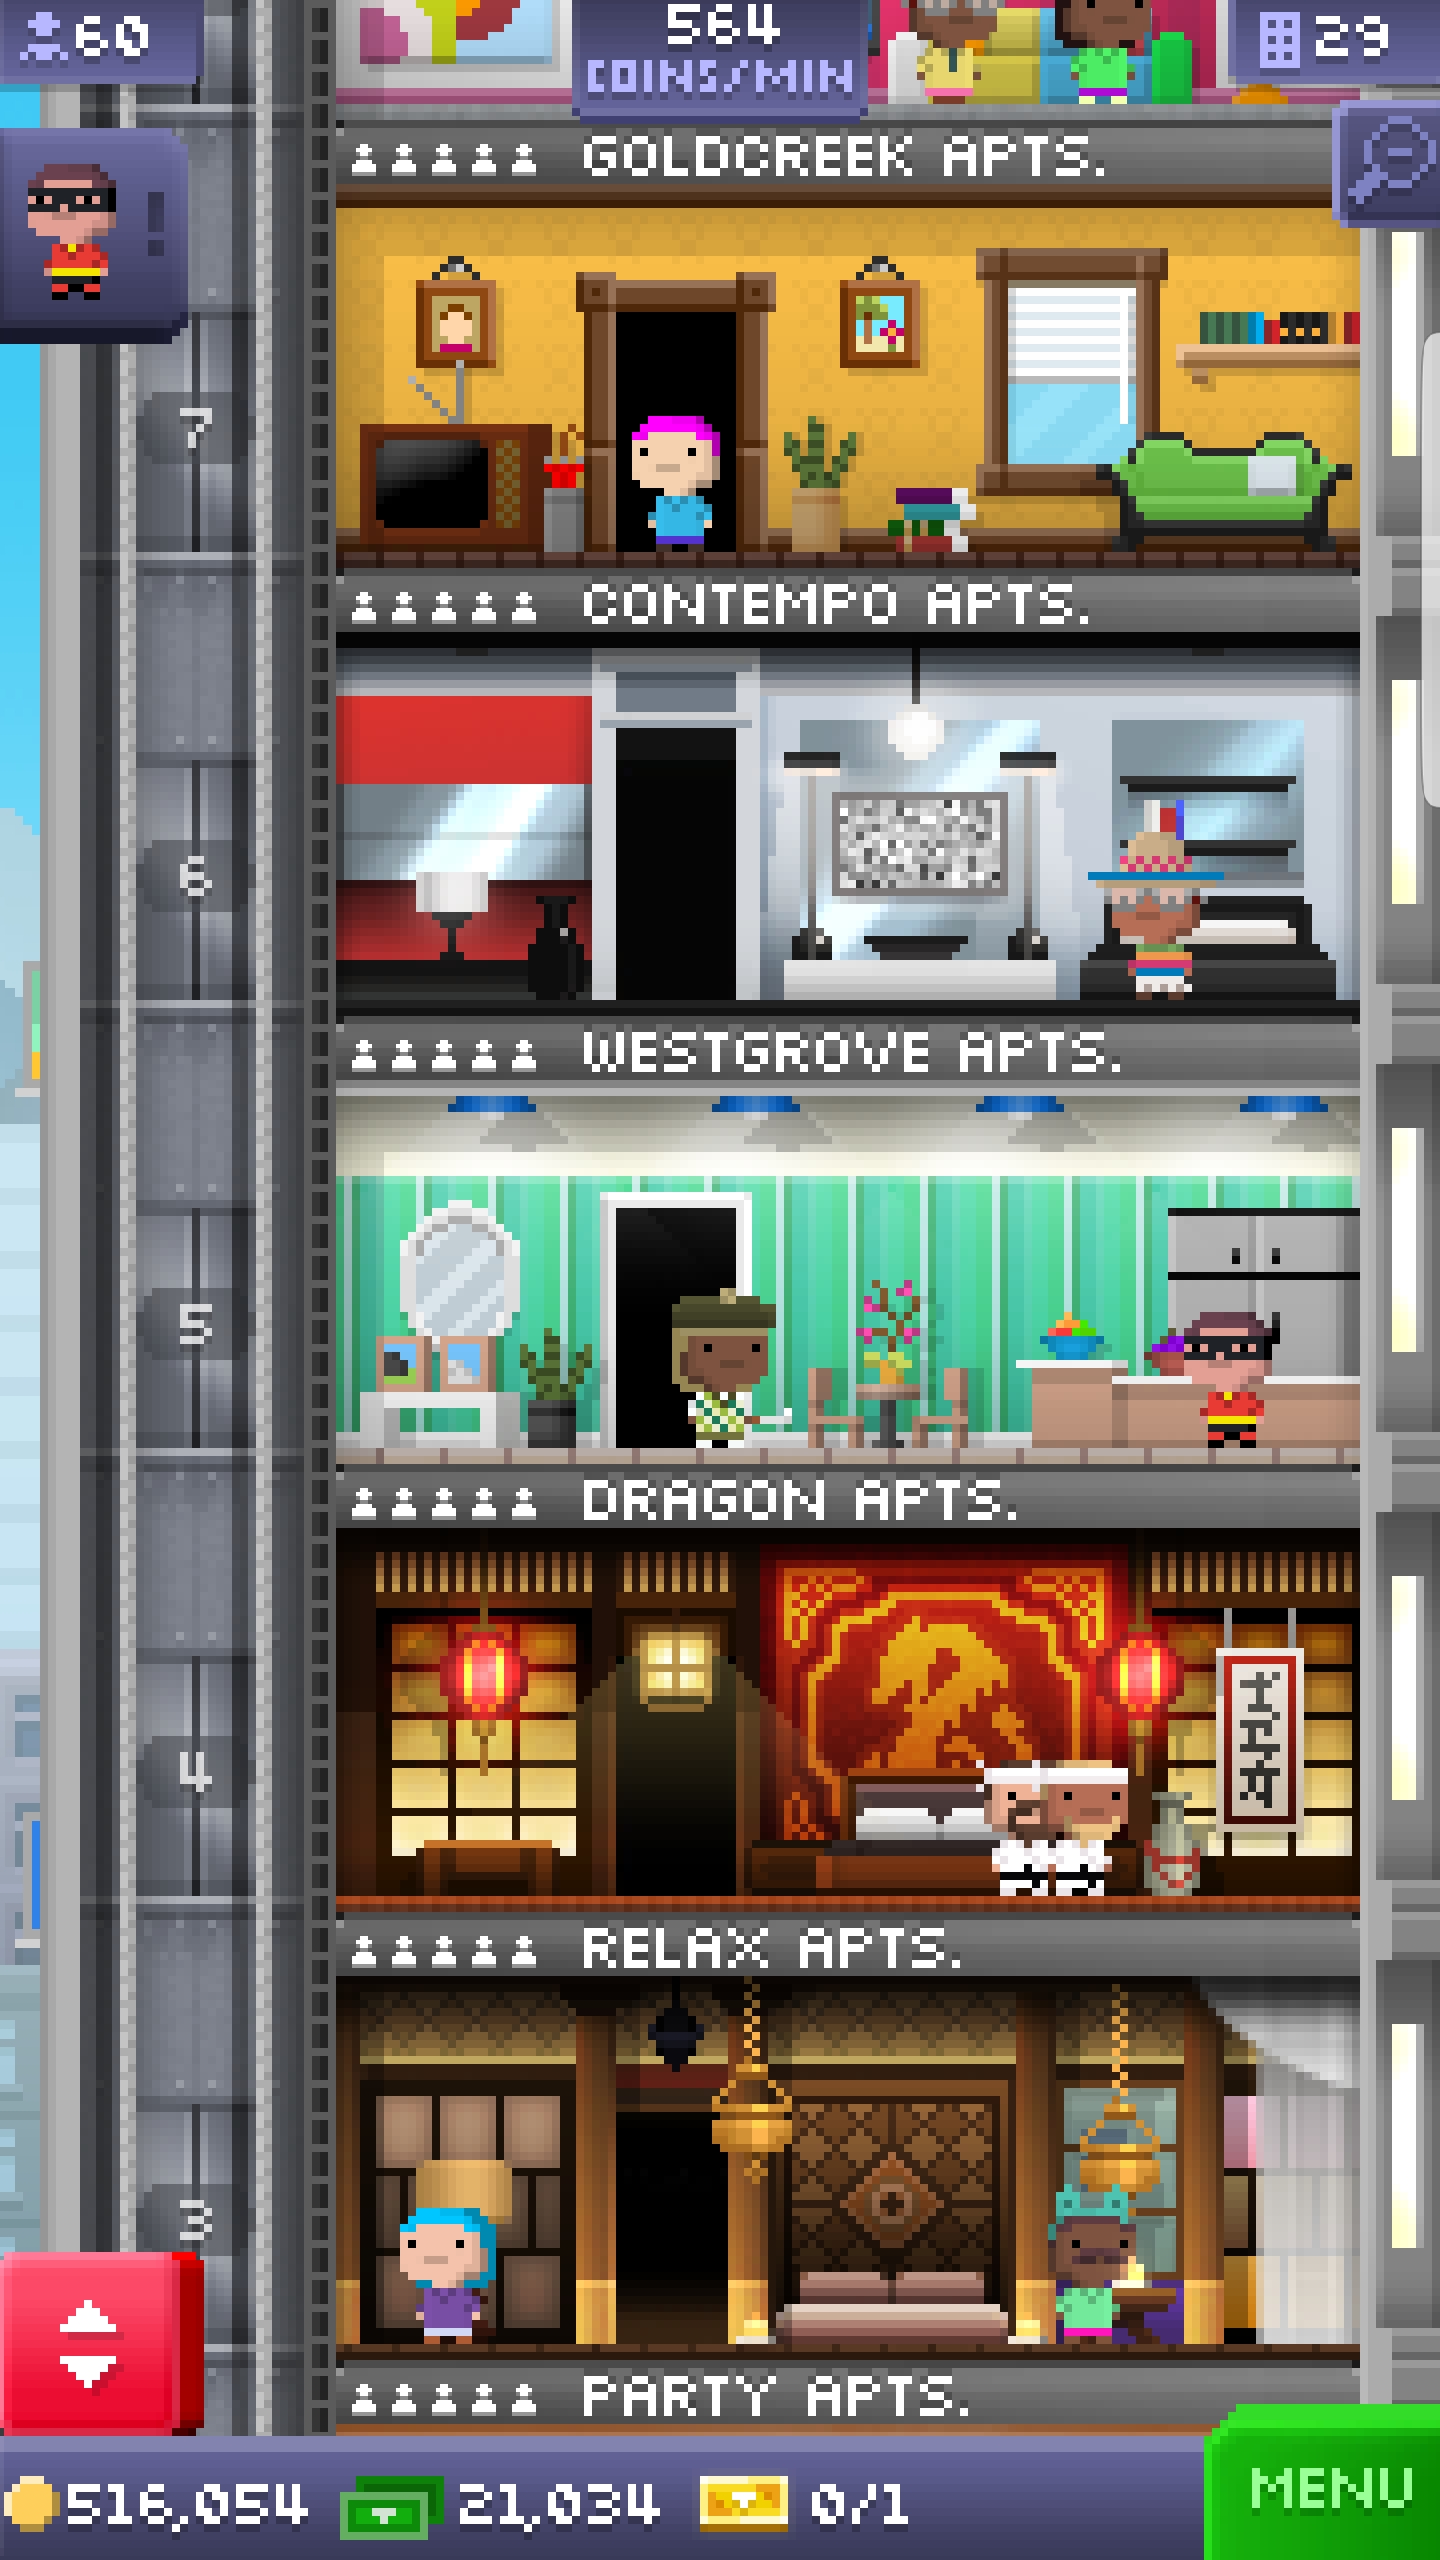 60
564
COINS/MIN
29
!
GOLDCREEK APTS.
7
CONTEMPO APTS.
6
WESTGROVE APTS.
5
DRAGON APTS.
4
RELAX APTS.
3
PARTY APTS.
516,054
21,034
0/1
MENU